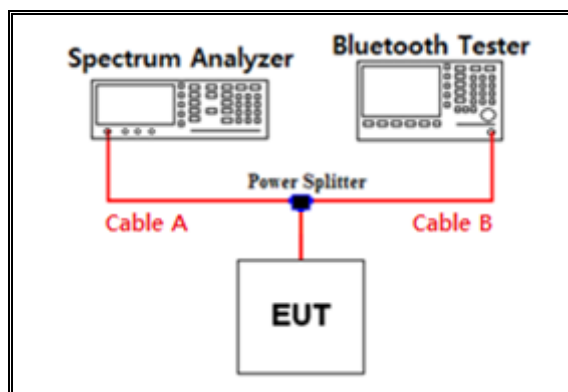 Spectrum Analyzer
Bluetooth Tester
Power Splitter
Cable A
Cable B
EUT